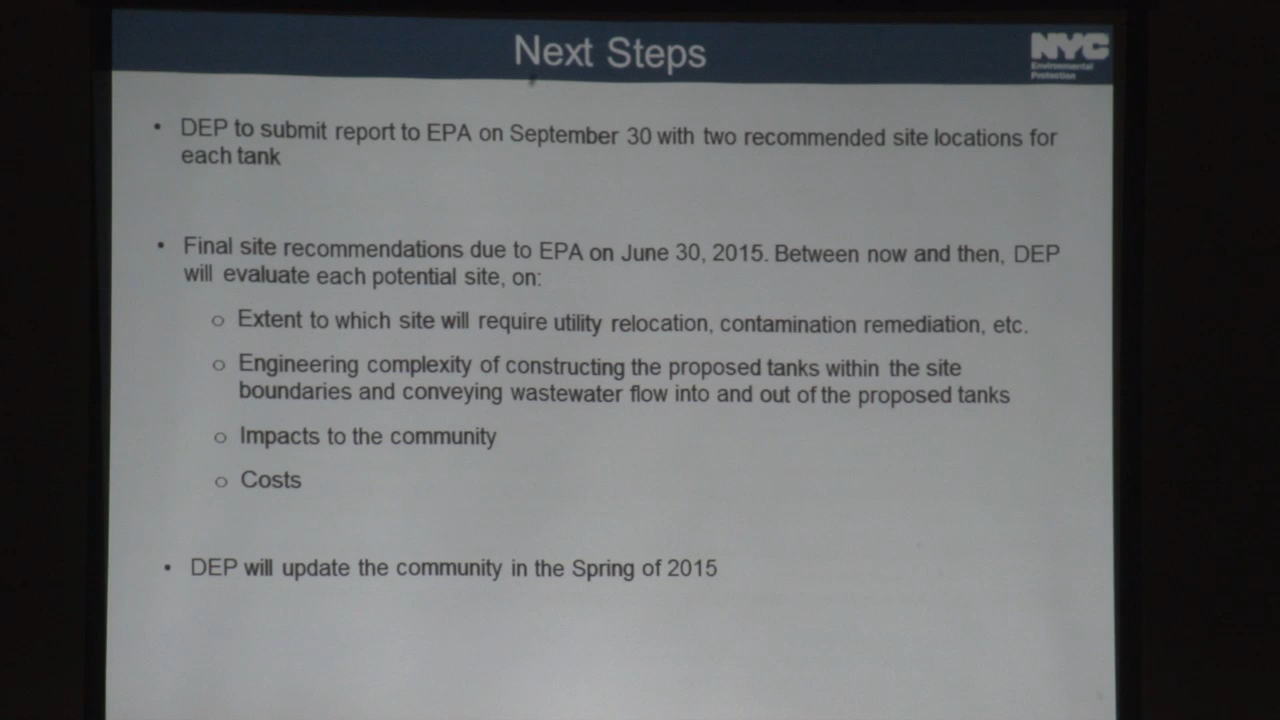 Next Steps
NYC
Environmental
Protection
• DEP to submit report to EPA on September 30 with two recommended site locations for
each tank
• Final site recommendations due to EPA on June 30, 2015. Between now and then, DEP
will evaluate each potential site, on:
o Extent to which site will require utility relocation, contamination remediation, etc.
o Engineering complexity of constructing the proposed tanks within the site
boundaries and conveying wastewater flow into and out of the proposed tanks
o Impacts to the community
o Costs
• DEP will update the community in the Spring of 2015